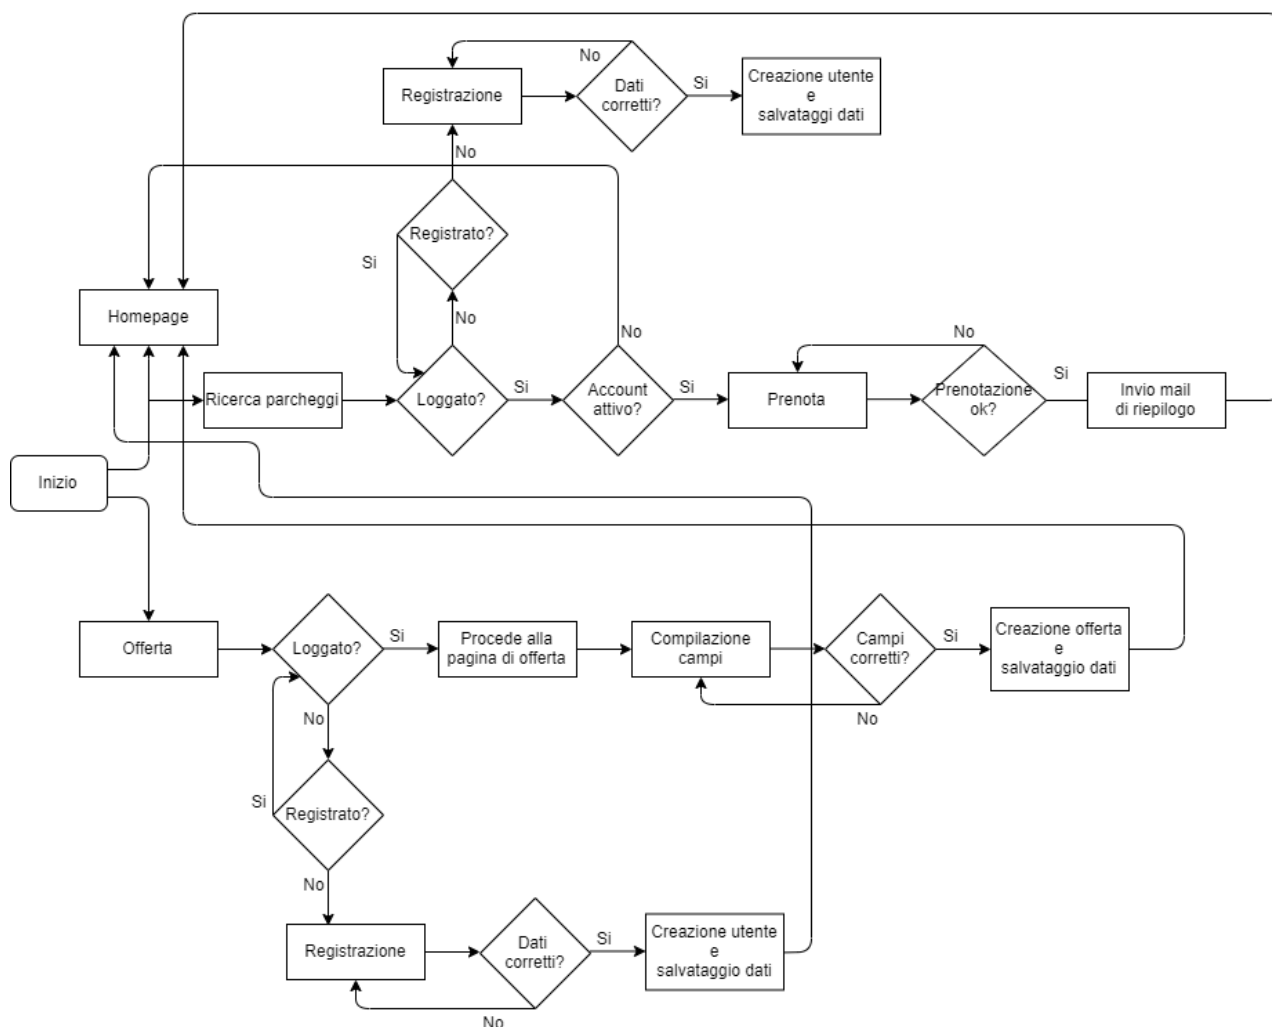 No
Registrazione
Dati
corretti?
Si
Creazione utente
e
salvataggi dati
No
Registrato?
Si
No
Homepage
No
Ricerca parcheggi
Loggato?
Si
Account
attivo?
Si
Prenota
No
Prenotazione
ok?
Si
Invio mail
di riepilogo
Inizio
Offerta
Loggato?
Si
Procede alla
pagina di offerta
Compilazione
campi
Campi
corretti?
Si
Creazione offerta
e
salvataggio dati
No
No
Si
Registrato?
No
Registrazione
Dati
corretti?
Si
Creazione utente
e
salvataggio dati
No